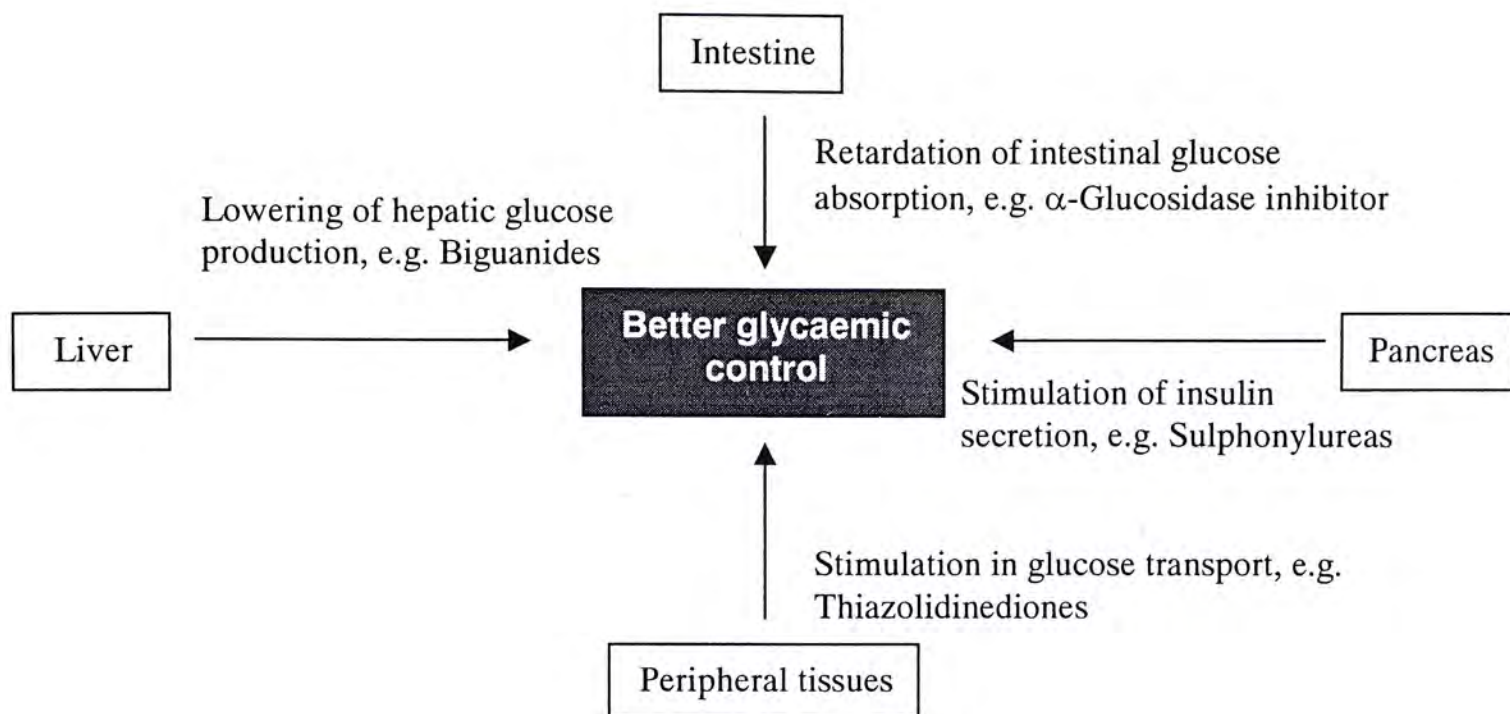 Intestine
Retardation of intestinal glucose
absorption, e.g. α-Glucosidase inhibitor
Lowering of hepatic glucose
production, e.g. Biguanides
Liver
Better glycaemic
control
Pancreas
Stimulation of insulin
secretion, e.g. Sulphonylureas
Stimulation in glucose transport, e.g.
Thiazolidinediones
Peripheral tissues